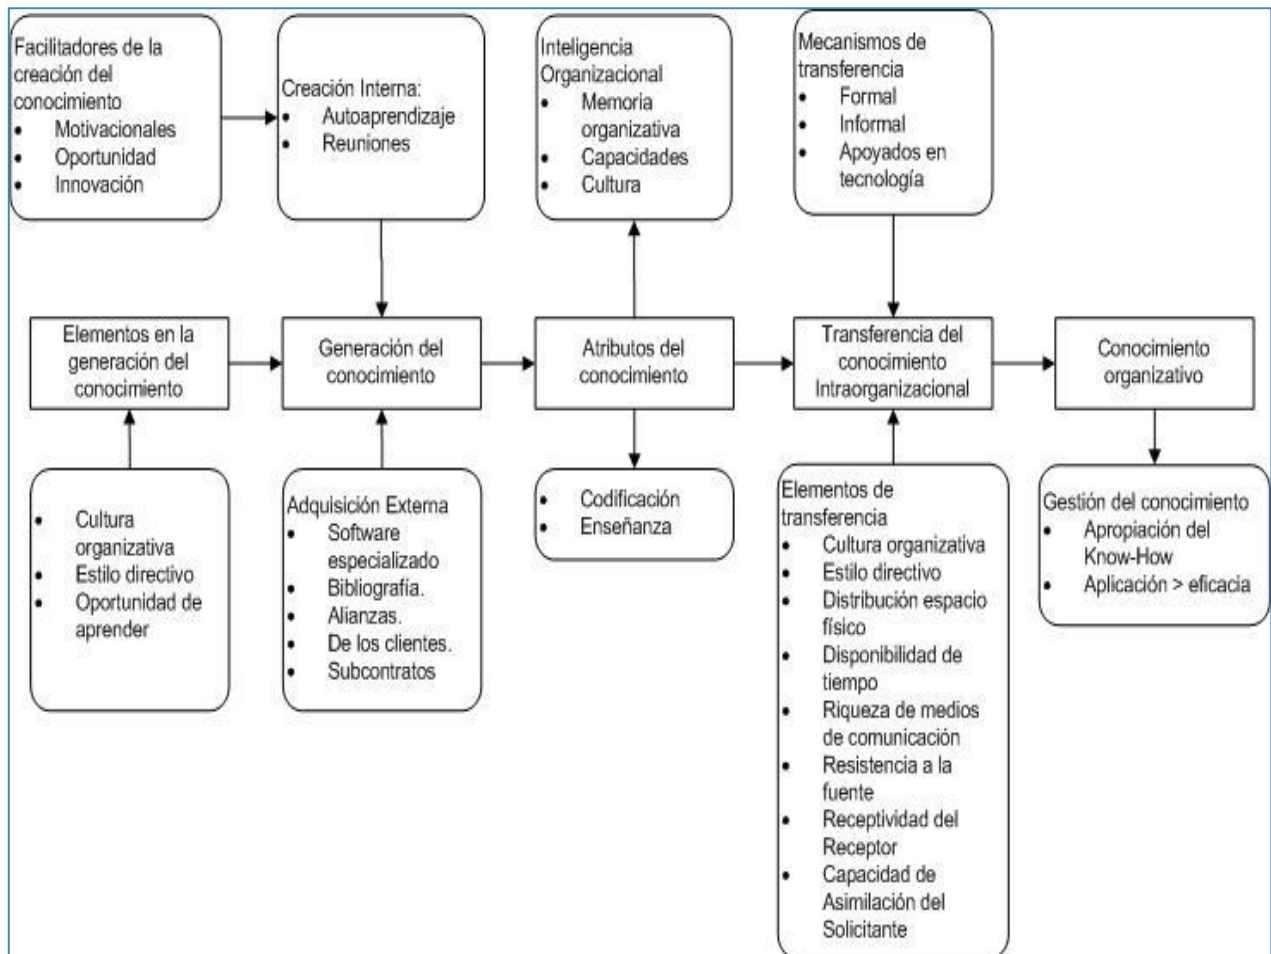 Facilitadores de la
creación del
conocimiento
• Motivacionales
• Oportunidad
• Innovación
Creación Interna:
• Autoaprendizaje
• Reuniones
Inteligencia
Organizacional
• Memoria
organizativa
• Capacidades
• Cultura
Mecanismos de
transferencia
• Formal
• Informal
• Apoyados en
tecnología
Elementos en la
generación del
conocimiento
Generación del
conocimiento
Atributos del
conocimiento
Transferencia del
conocimiento
Intraorganizacional
Conocimiento
organizativo
• Cultura
organizativa
• Estilo directivo
• Oportunidad de
aprender
Adquisición Externa
• Software
especializado
• Bibliografía.
• Alianzas.
• De los clientes.
• Subcontratos
• Codificación
• Enseñanza
Elementos de
transferencia
• Cultura organizativa
• Estilo directivo
• Distribución espacio
físico
• Disponibilidad de
tiempo
• Riqueza de medios
de comunicación
• Resistencia a la
fuente
• Receptividad del
Receptor
• Capacidad de
Asimilación del
Solicitante
Gestión del conocimiento
• Apropiación del
Know-How
• Aplicación > eficacia